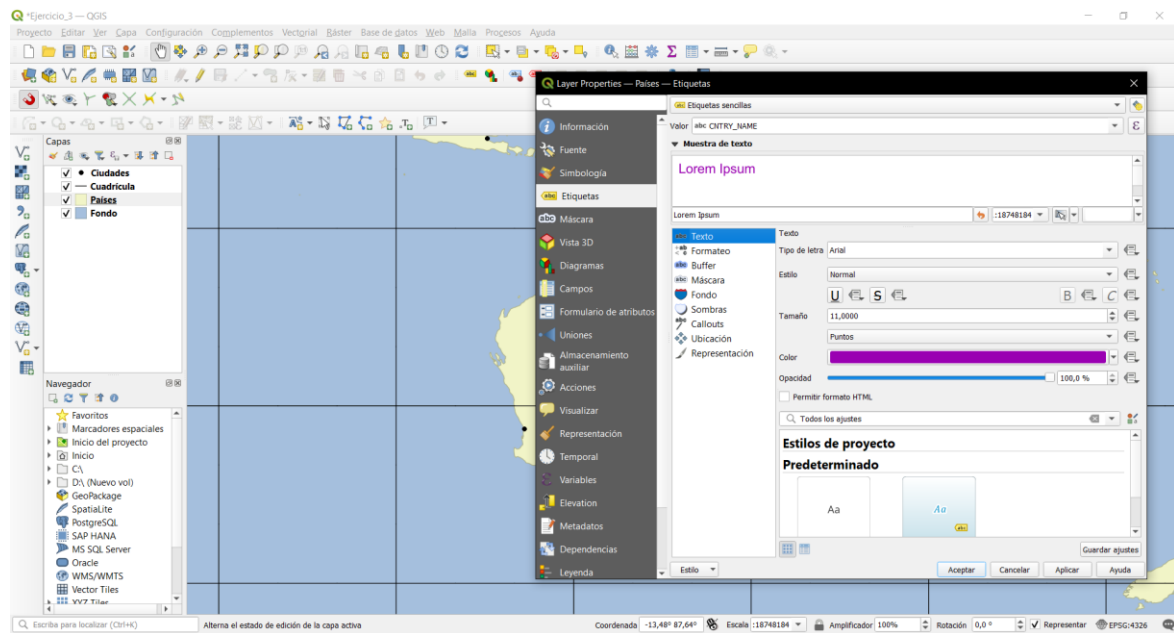 *Ejercicio_3 — QGIS
Proyecto Editar Ver Capa Configuración Complementos Vectorial Ráster Base de datos Web Malla Procesos Ayuda
Capas
Ciudades
Cuadrícula
Países
Fondo
Navegador
Favoritos
Marcadores espaciales
Inicio del proyecto
Inicio
C:\
D:\ (Nuevo vol)
GeoPackage
SpatiaLite
PostgreSQL
SAP HANA
MS SQL Server
Oracle
WMS/WMTS
Vector Tiles
XYZ Tiles
Layer Properties — Países — Etiquetas
Información
Fuente
Simbología
abc Etiquetas
abc Máscara
Vista 3D
Diagramas
Campos
Formulario de atributos
Uniones
Almacenamiento
auxiliar
Acciones
Visualizar
Representación
Temporal
Variables
Elevation
Metadatos
Dependencias
Leyenda
Etiquetas sencillas
Valor abc CNTRY_NAME
Muestra de texto
Lorem Ipsum
Lorem Ipsum
:18748184
Texto
Formateo
Buffer
Máscara
Fondo
Sombras
Callouts
Ubicación
Representación
Texto
Tipo de letra Arial
Estilo Normal
U S B C
Tamaño 11,0000
Puntos
Color
Opacidad 100,0 %
Permitir formato HTML
Todos los ajustes
Estilos de proyecto
Predeterminado
Aa Aa
abc
Guardar ajustes
Estilo Aceptar Cancelar Aplicar Ayuda
Escriba para localizar (Ctrl+K) Alterna el estado de edición de la capa activa Coordenada -13,48° 87,64° Escala :18748184 Amplificador 100% Rotación 0,0 ° Representar EPSG:4326